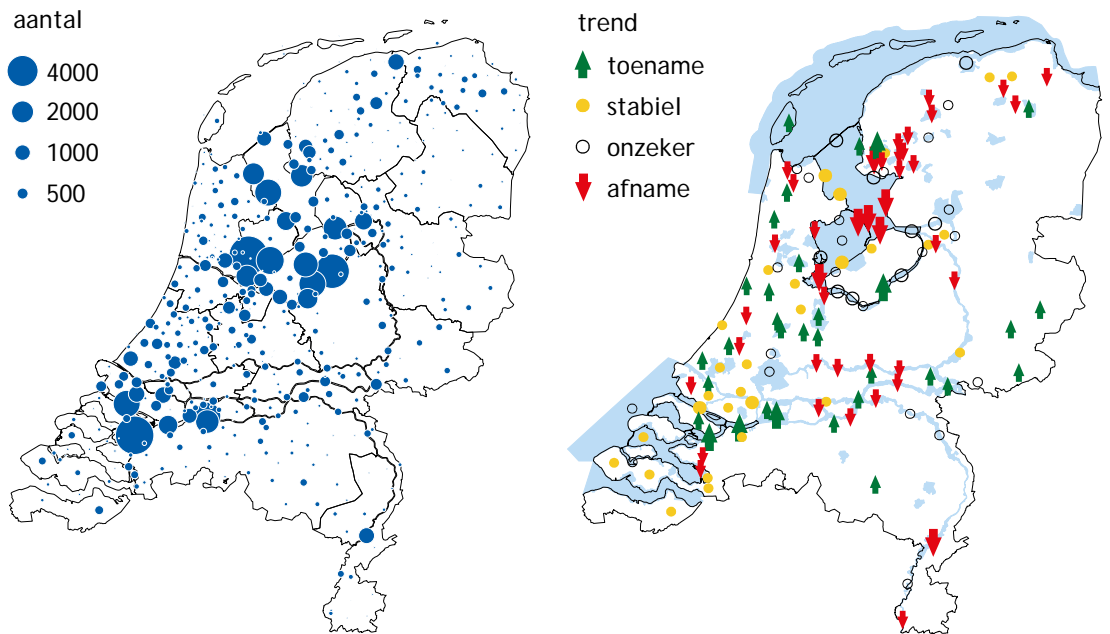 aantal
4000
2000
1000
500
trend
toename
stabiel
onzeker
afname